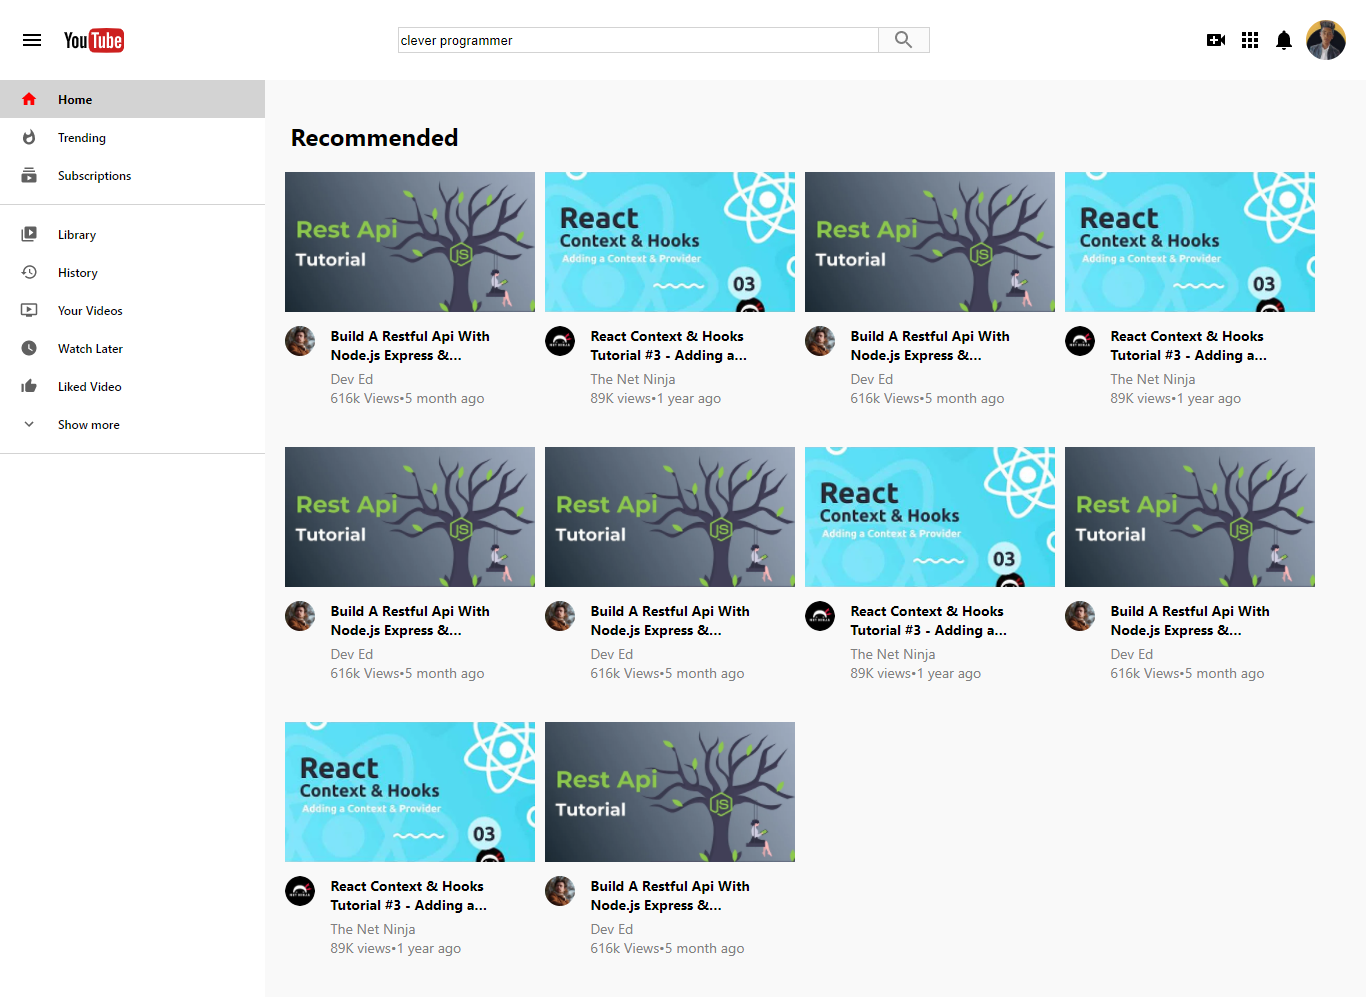 YouTube
clever programmer
Home
Trending
Subscriptions
Library
History
Your Videos
Watch Later
Liked Video
Show more
Recommended
Rest Api
Tutorial
JS
Build A Restful Api With
Node.js Express &...
Dev Ed
616k Views•5 month ago
React
Context & Hooks
Adding a Context & Provider
03
React Context & Hooks
Tutorial #3 - Adding a...
The Net Ninja
89K views•1 year ago
Rest Api
Tutorial
JS
Build A Restful Api With
Node.js Express &...
Dev Ed
616k Views•5 month ago
React
Context & Hooks
Adding a Context & Provider
03
React Context & Hooks
Tutorial #3 - Adding a...
The Net Ninja
89K views•1 year ago
Rest Api
Tutorial
JS
Build A Restful Api With
Node.js Express &...
Dev Ed
616k Views•5 month ago
Rest Api
Tutorial
JS
Build A Restful Api With
Node.js Express &...
Dev Ed
616k Views•5 month ago
React
Context & Hooks
Adding a Context & Provider
03
React Context & Hooks
Tutorial #3 - Adding a...
The Net Ninja
89K views•1 year ago
Rest Api
Tutorial
JS
Build A Restful Api With
Node.js Express &...
Dev Ed
616k Views•5 month ago
React
Context & Hooks
Adding a Context & Provider
03
React Context & Hooks
Tutorial #3 - Adding a...
The Net Ninja
89K views•1 year ago
Rest Api
Tutorial
JS
Build A Restful Api With
Node.js Express &...
Dev Ed
616k Views•5 month ago